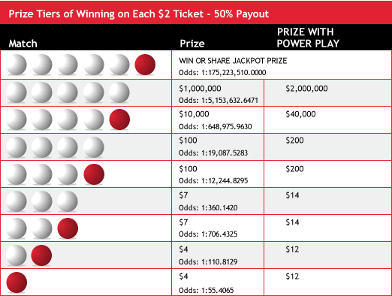 Prize Tiers of Winning on Each $2 Ticket - 50% Payout
Match Prize PRIZE WITH
POWER PLAY
WIN OR SHARE JACKPOT PRIZE
Odds: 1:175,223,510.0000
$1,000,000 $2,000,000
Odds: 1:5,153,632.6471
$10,000 $40,000
Odds: 1:648,975.9630
$100 $200
Odds: 1:19,087.5283
$100 $200
Odds: 1:12,244.8295
$7 $14
Odds: 1:360.1420
$7 $14
Odds: 1:706.4325
$4 $12
Odds: 1:110.8129
$4 $12
Odds: 1:55.4065